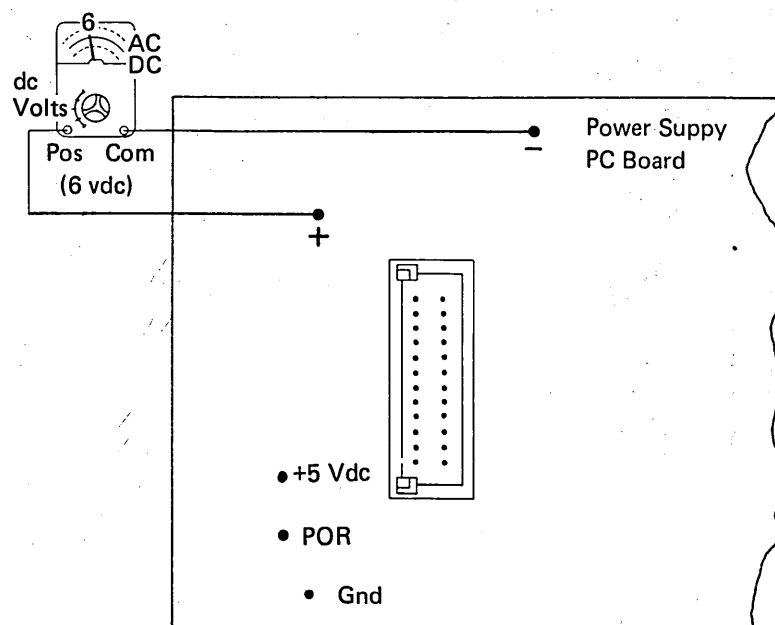 6
AC
DC
dc
Volts
Pos Com
(6 vdc)
Power Suppy
PC Board
−
+
+5 Vdc
POR
Gnd